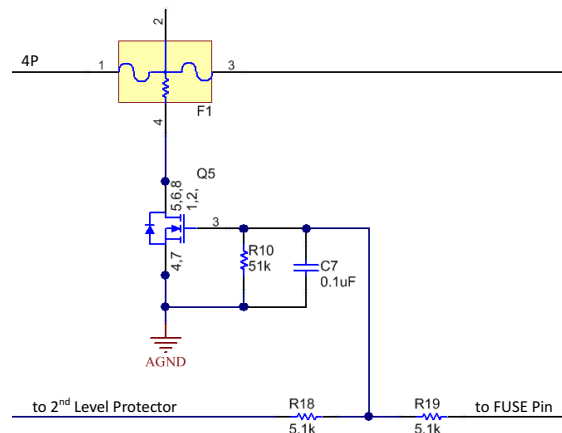 2
4P
1
3
F1
4
Q5
5,6,8
1,2,
3
R10
51k
C7
0.1uF
4,7
AGND
to 2nd Level Protector
R18
5.1k
R19
5.1k
to FUSE Pin